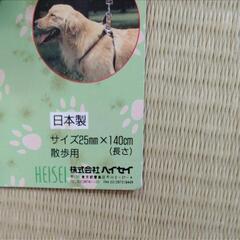 日本製
サイズ25mm×140cm
散歩用 (長さ)
HEISEI 株式会社 ハイセイ